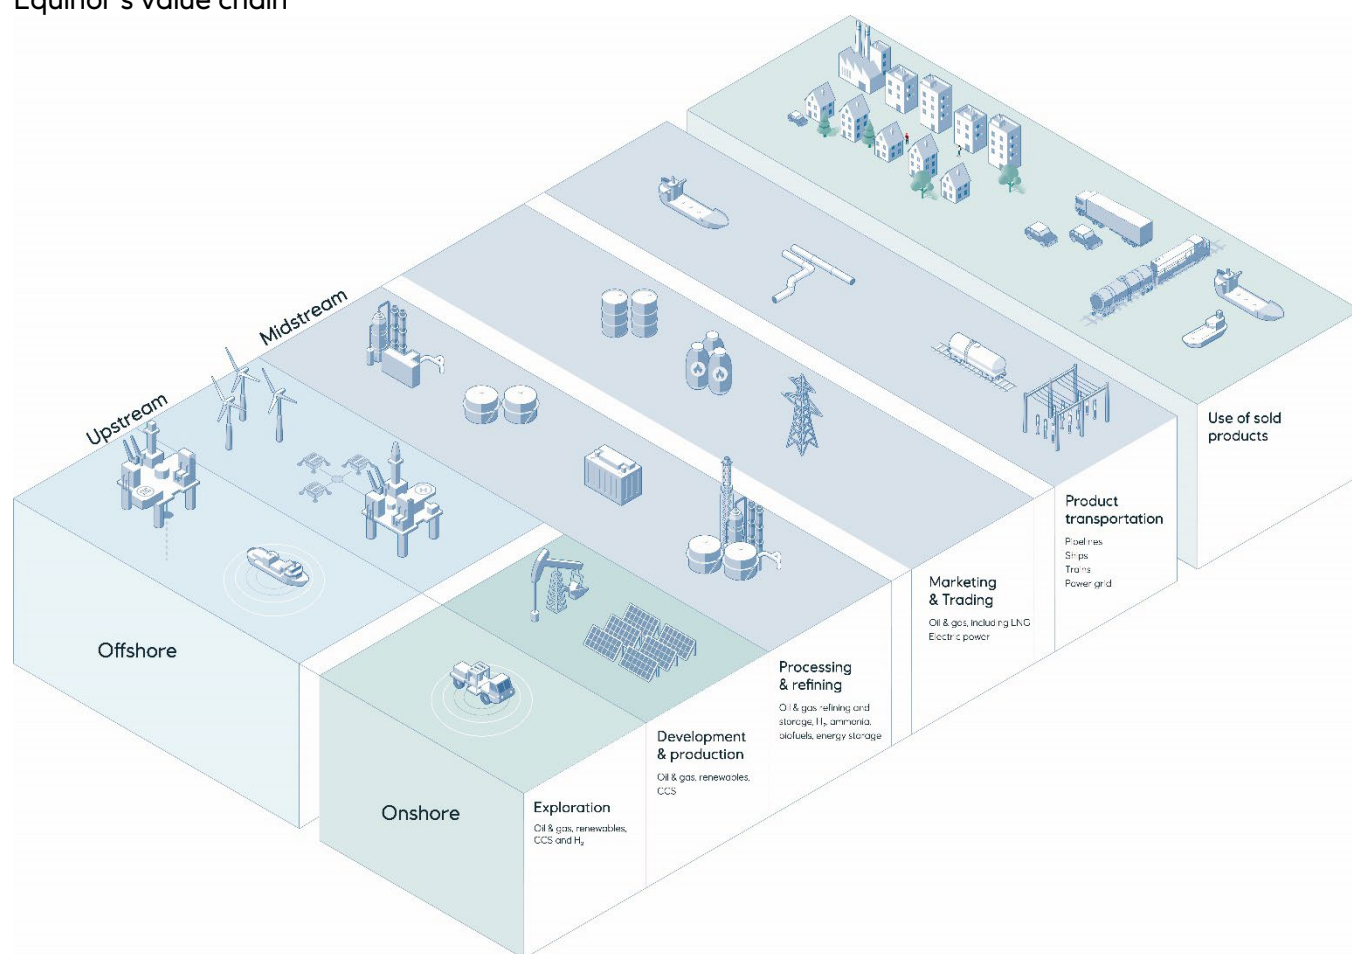 Equinor's value chain
Upstream
Midstream
Offshore
Onshore
Exploration
Oil & gas, renewables,
CCS and H₂
Development
& production
Oil & gas, renewables,
CCS
Processing
& refining
Oil & gas refining and
storage, H₂, ammonia,
biofuels, energy storage
Marketing
& Trading
Oil & gas, including LNG
Electric power
Product
transportation
Pipelines
Ships
Trains
Power grid
Use of sold
products